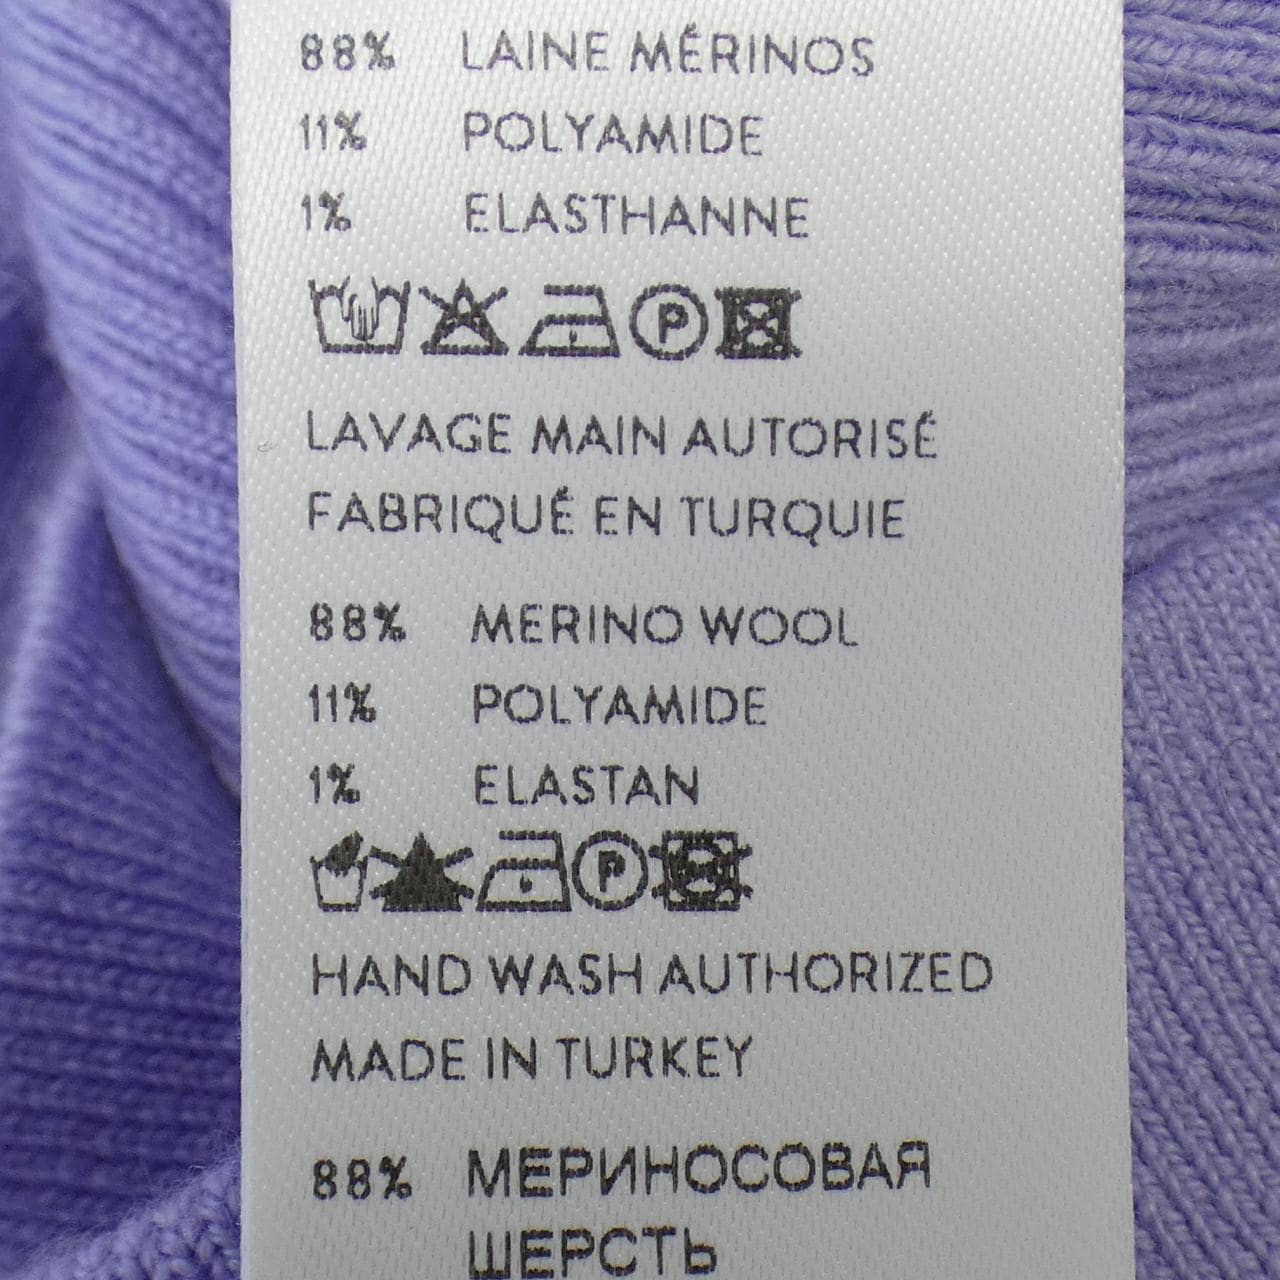 88% LAINE MÉRINOS
11% POLYAMIDE
1% ELASTHANNE
P
LAVAGE MAIN AUTORISÉ
FABRIQUÉ EN TURQUIE
88% MERINO WOOL
11% POLYAMIDE
1% ELASTAN
P
HAND WASH AUTHORIZED
MADE IN TURKEY
88% МЕРИНОСОВАЯ
ШЕРСТЬ